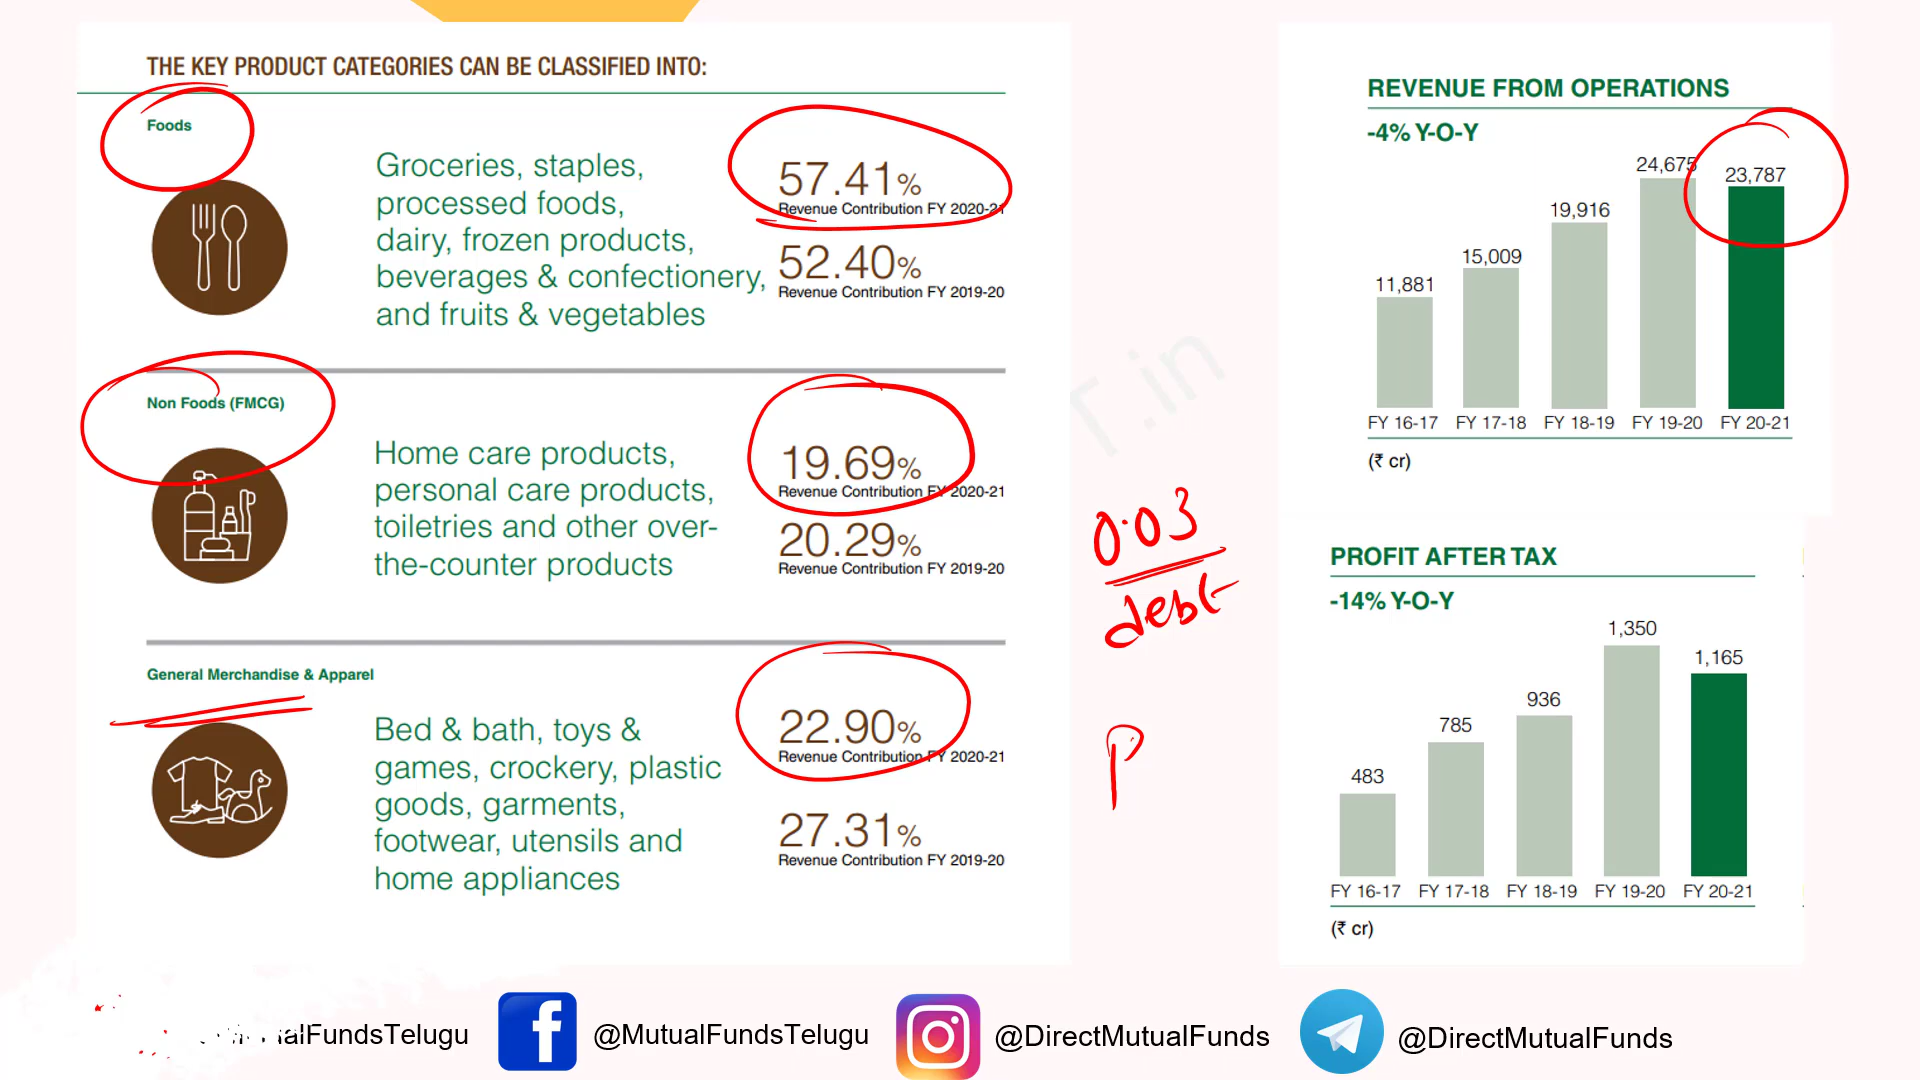 THE KEY PRODUCT CATEGORIES CAN BE CLASSIFIED INTO:
Foods
Groceries, staples,
processed foods,
dairy, frozen products,
beverages & confectionery,
and fruits & vegetables
57.41%
Revenue Contribution FY 2020-21
52.40%
Revenue Contribution FY 2019-20
Non Foods (FMCG)
Home care products,
personal care products,
toiletries and other over-
the-counter products
19.69%
Revenue Contribution FY 2020-21
20.29%
Revenue Contribution FY 2019-20
General Merchandise & Apparel
Bed & bath, toys &
games, crockery, plastic
goods, garments,
footwear, utensils and
home appliances
22.90%
Revenue Contribution FY 2020-21
27.31%
Revenue Contribution FY 2019-20
T.in
0.03
debt
P
REVENUE FROM OPERATIONS
-4% Y-O-Y
11,881 15,009 19,916 24,675 23,787
FY 16-17 FY 17-18 FY 18-19 FY 19-20 FY 20-21
(₹ cr)
PROFIT AFTER TAX
-14% Y-O-Y
483 785 936 1,350 1,165
FY 16-17 FY 17-18 FY 18-19 FY 19-20 FY 20-21
(₹ cr)
@MutualFundsTelugu
@DirectMutualFunds
@DirectMutualFunds